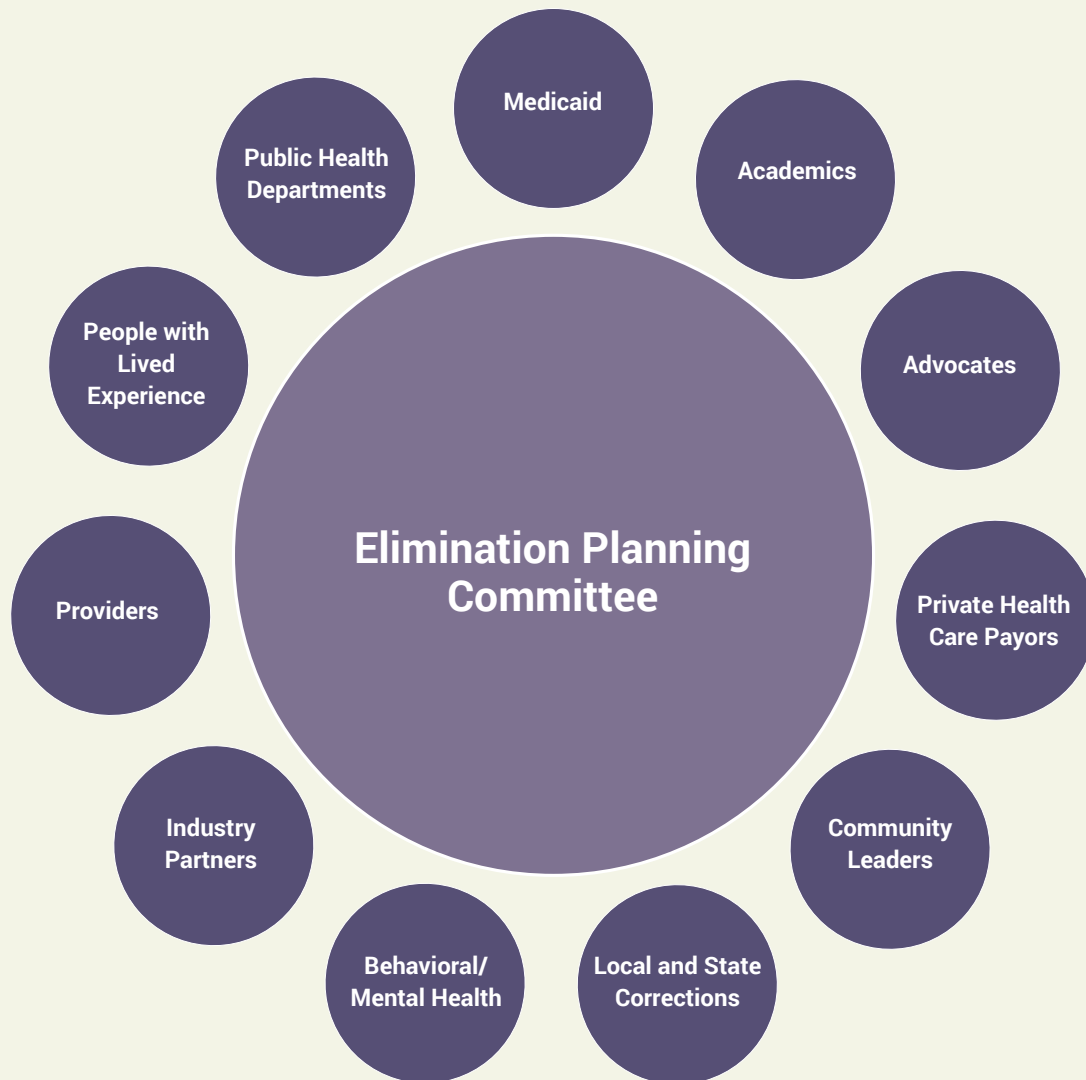 Medicaid
Academics
Advocates
Private Health
Care Payors
Community
Leaders
Local and State
Corrections
Behavioral/
Mental Health
Industry
Partners
Providers
People with
Lived
Experience
Public Health
Departments
Elimination Planning
Committee